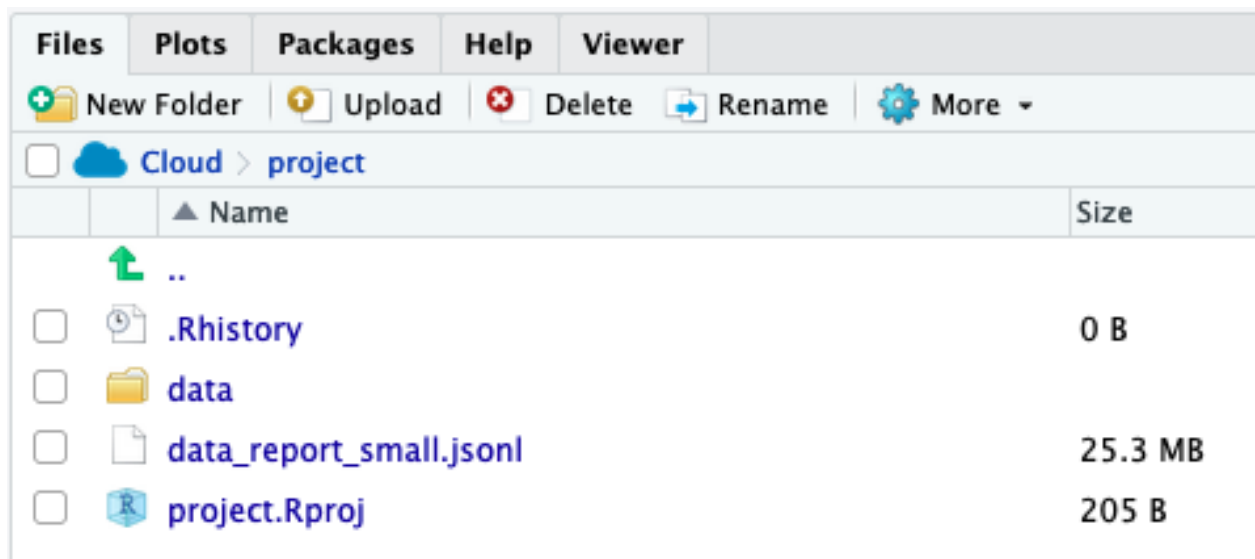 Files Plots Packages Help Viewer
New Folder Upload Delete Rename More
Cloud > project
Name Size
..
.Rhistory 0 B
data
data_report_small.jsonl 25.3 MB
R project.Rproj 205 B